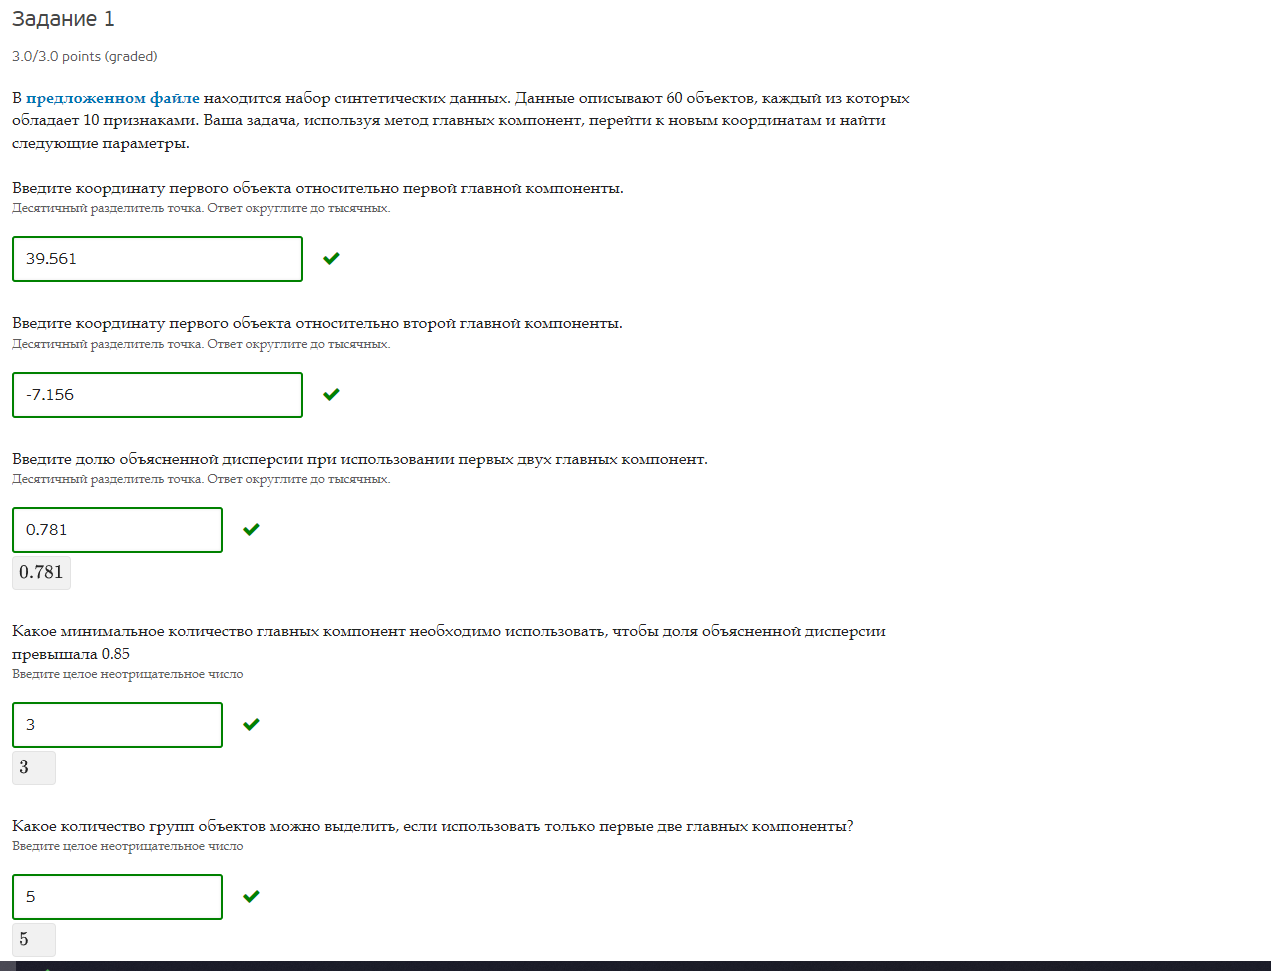 Задание 1
3.0/3.0 points (graded)
В предложенном файле находится набор синтетических данных. Данные описывают 60 объектов, каждый из которых
обладает 10 признаками. Ваша задача, используя метод главных компонент, перейти к новым координатам и найти
следующие параметры.
Введите координату первого объекта относительно первой главной компоненты.
Десятичный разделитель точка. Ответ округлите до тысячных.
39.561
Введите координату первого объекта относительно второй главной компоненты.
Десятичный разделитель точка. Ответ округлите до тысячных.
-7.156
Введите долю объясненной дисперсии при использовании первых двух главных компонент.
Десятичный разделитель точка. Ответ округлите до тысячных.
0.781
0.781
Какое минимальное количество главных компонент необходимо использовать, чтобы доля объясненной дисперсии
превышала 0.85
Введите целое неотрицательное число
3
3
Какое количество групп объектов можно выделить, если использовать только первые две главных компоненты?
Введите целое неотрицательное число
5
5